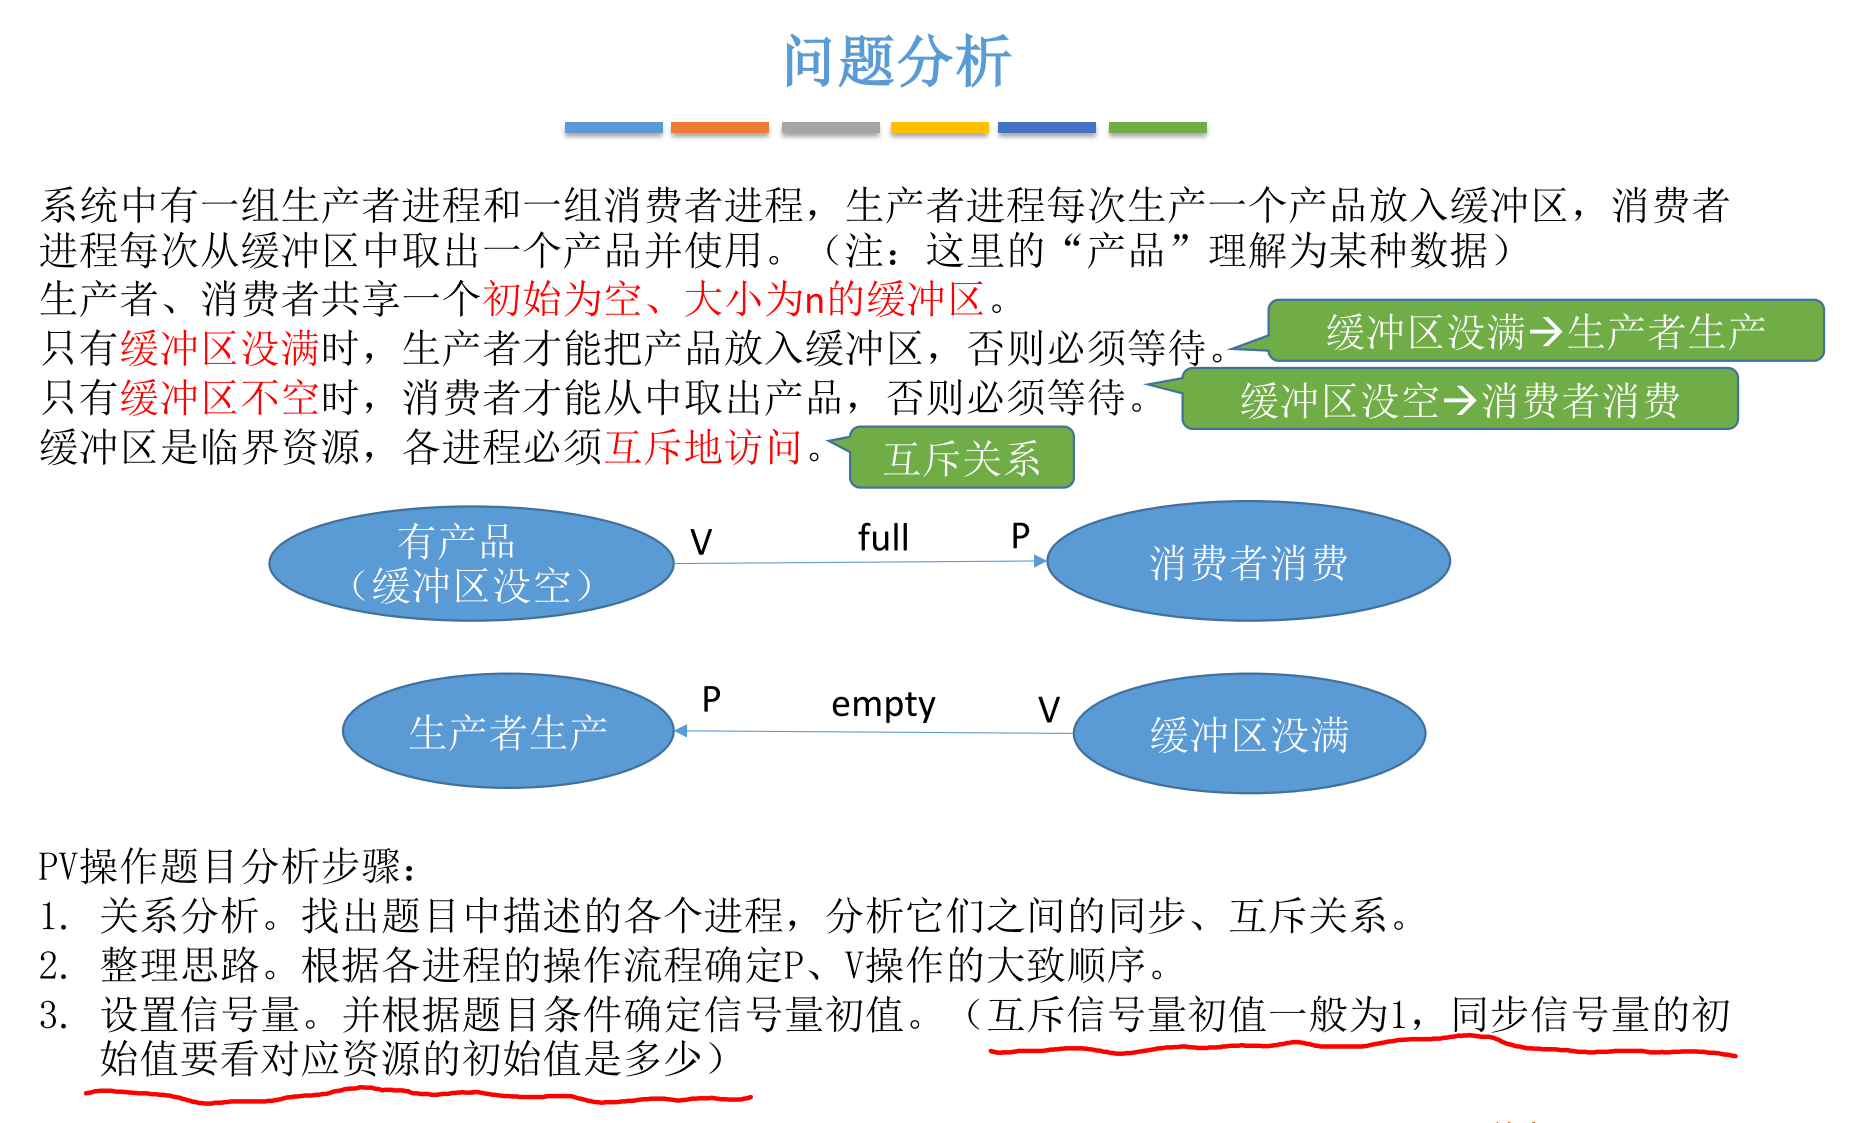 问题分析
系统中有一组生产者进程和一组消费者进程，生产者进程每次生产一个产品放入缓冲区，消费者
进程每次从缓冲区中取出一个产品并使用。（注：这里的“产品”理解为某种数据）
生产者、消费者共享一个初始为空、大小为n的缓冲区。
只有缓冲区没满时，生产者才能把产品放入缓冲区，否则必须等待。
缓冲区没满→生产者生产
只有缓冲区不空时，消费者才能从中取出产品，否则必须等待。
缓冲区没空→消费者消费
缓冲区是临界资源，各进程必须互斥地访问。
互斥关系
有产品
（缓冲区没空）
V full P
消费者消费
生产者生产
P empty V
缓冲区没满
PV操作题目分析步骤：
1. 关系分析。找出题目中描述的各个进程，分析它们之间的同步、互斥关系。
2. 整理思路。根据各进程的操作流程确定P、V操作的大致顺序。
3. 设置信号量。并根据题目条件确定信号量初值。（互斥信号量初值一般为1，同步信号量的初
始值要看对应资源的初始值是多少）